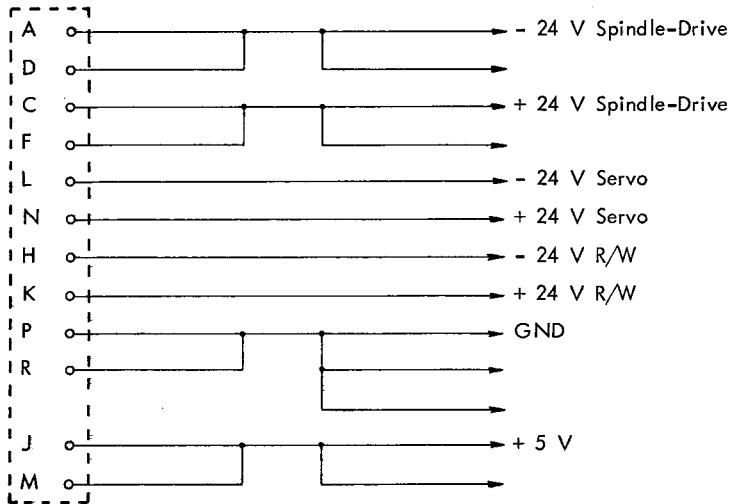 A - 24 V Spindle-Drive
D
C + 24 V Spindle-Drive
F
L - 24 V Servo
N + 24 V Servo
H - 24 V R/W
K + 24 V R/W
P GND
R
J + 5 V
M